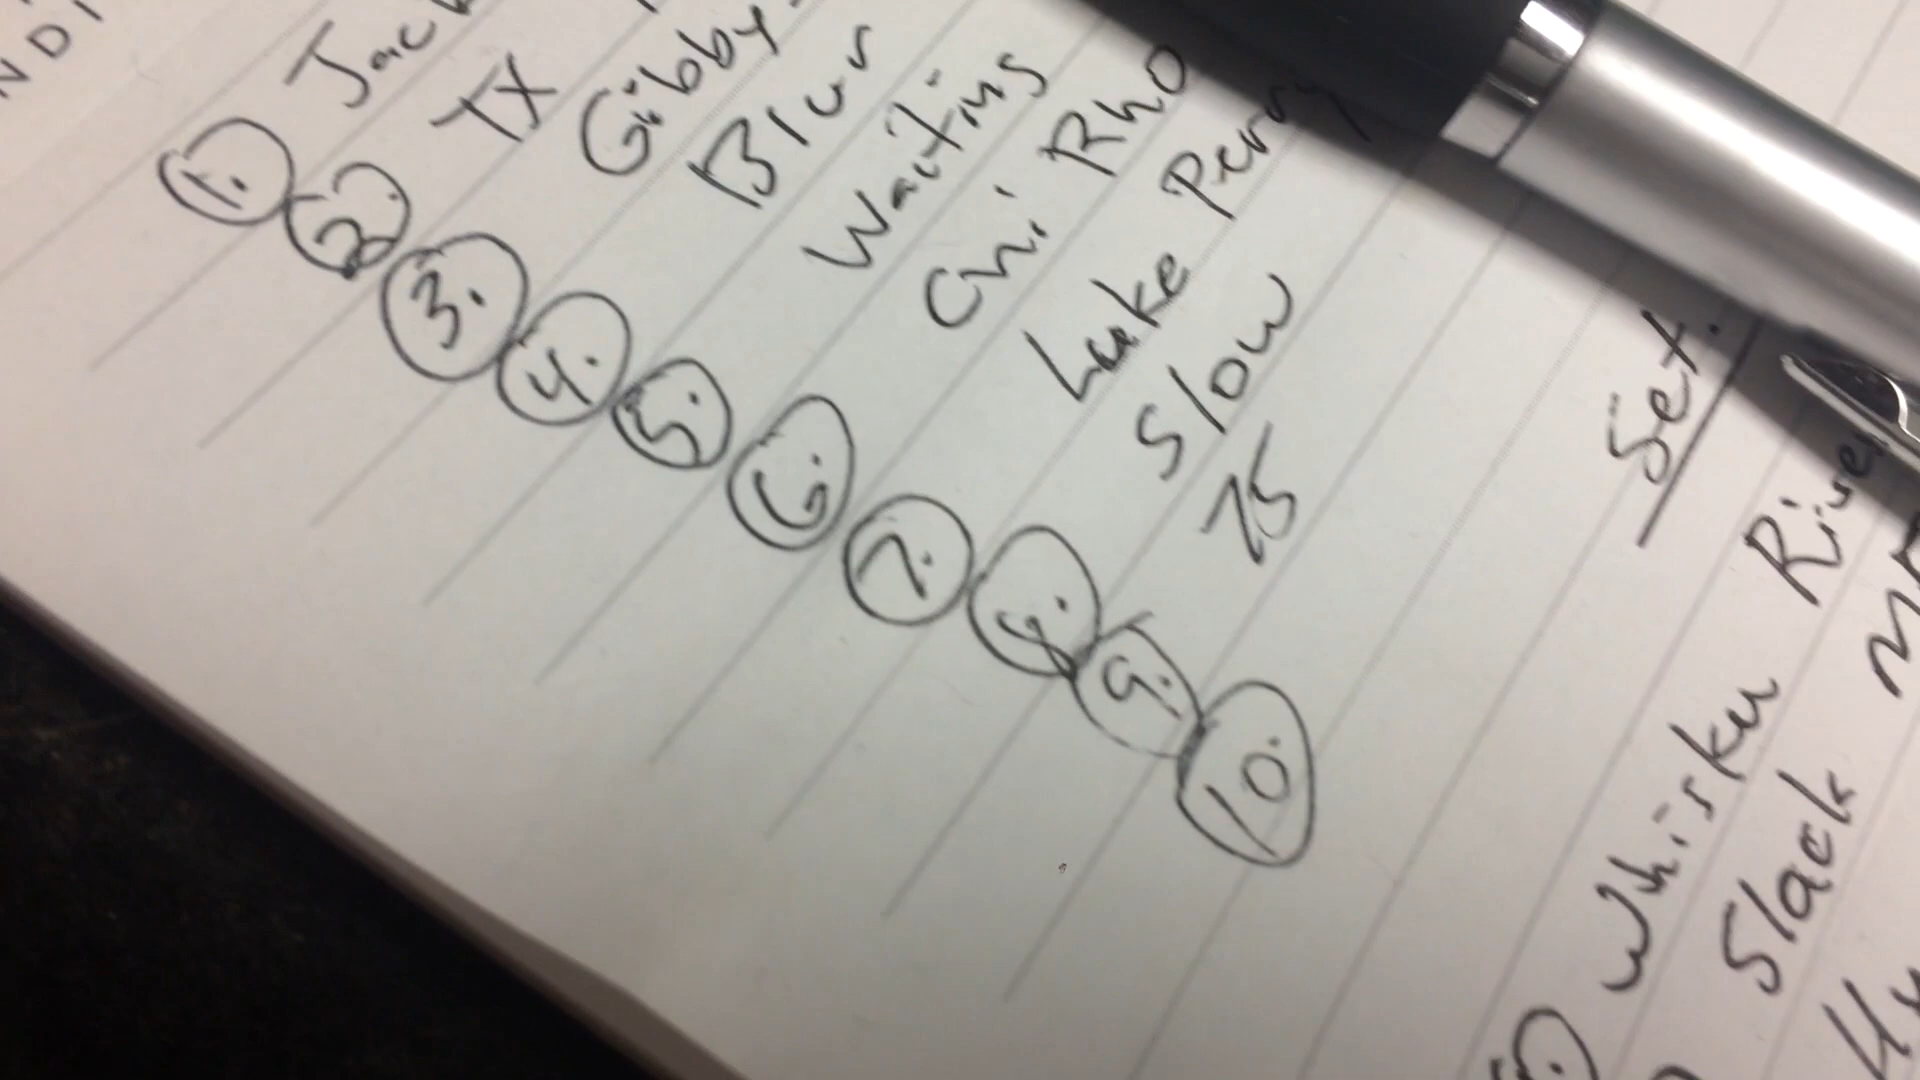 1. Jack
2. TX
3. Gibby
4. Blur
5. Waiting
6. Chi Rho
7. Luke Perry
8. Slow
9. 75
10.
Set:
Whiskey River
Slack